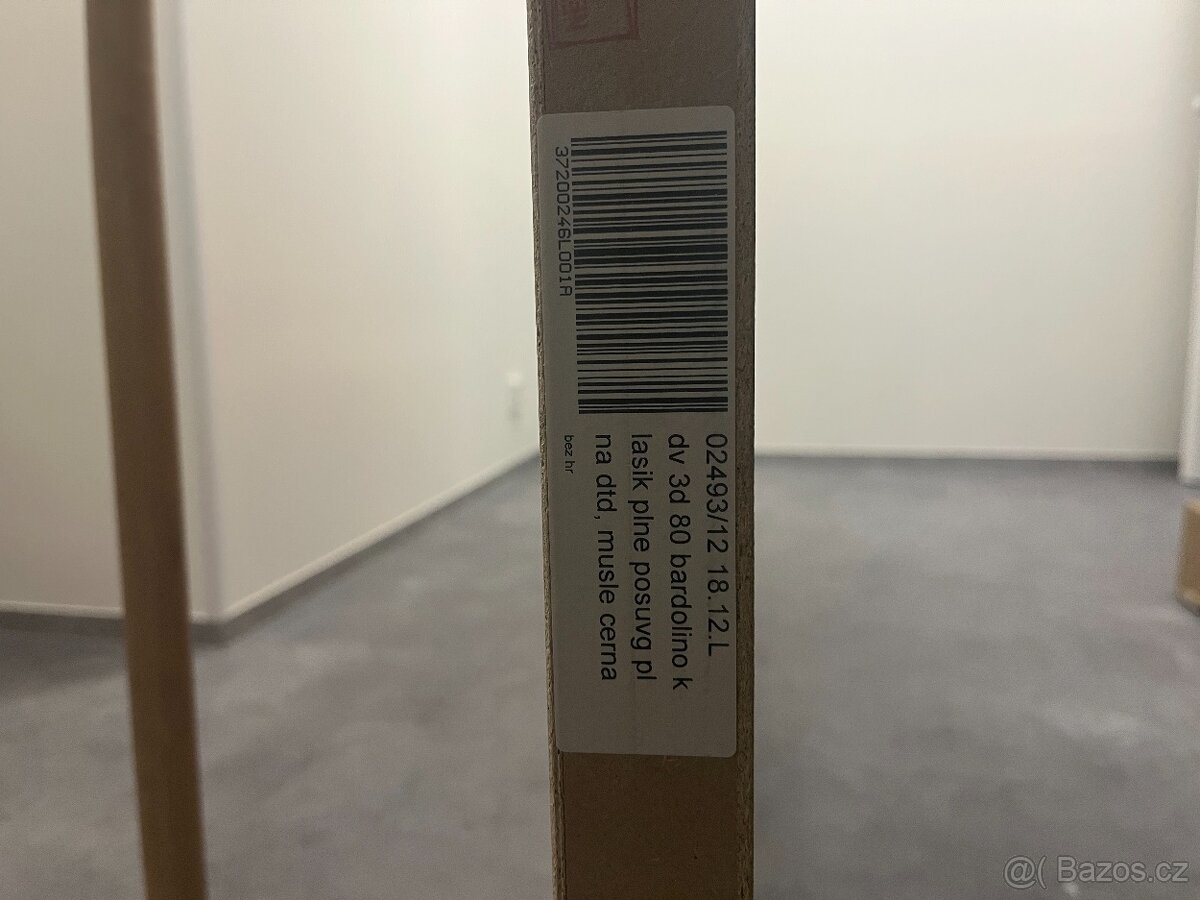 37200246L001A
02493/12 18.12.L
dv 3d 80 bardolino k
lasik plne posuvg pl
na dtd, musle cerna
bez hr
@( Bazos.cz